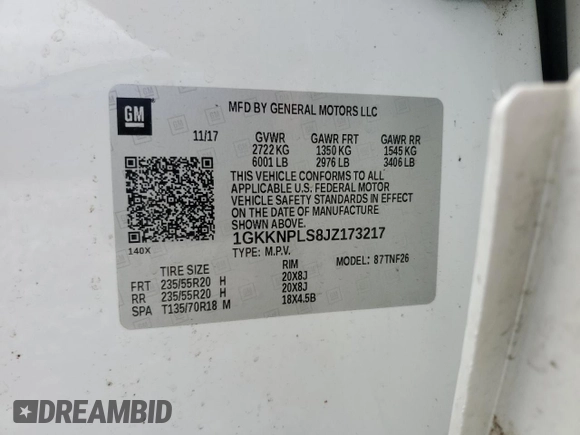 GM
MFD BY GENERAL MOTORS LLC
11/17 GVWR GAWR FRT GAWR RR
2722 KG 1350 KG 1545 KG
6001 LB 2976 LB 3406 LB
THIS VEHICLE CONFORMS TO ALL
APPLICABLE U.S. FEDERAL MOTOR
VEHICLE SAFETY STANDARDS IN EFFECT
ON THE DATE OF MANUFACTURE
SHOWN ABOVE.
140X
1GKKNPLS8JZ173217
TYPE: M.P.V. MODEL: 87TNF26
TIRE SIZE RIM
FRT 235/55R20 H 20X8J
RR 235/55R20 H 20X8J
SPA T135/70R18 M 18X4.5B
DREAMBID